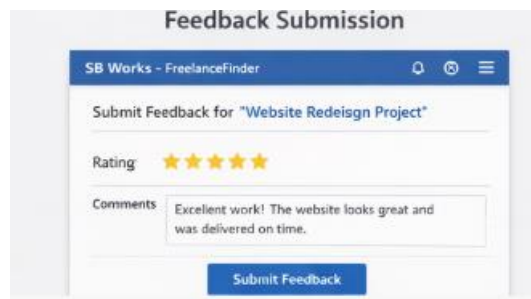 Feedback Submission
SB Works - FreelanceFinder
Submit Feedback for "Website Redeisgn Project"
Rating
Comments
Excellent work! The website looks great and
was delivered on time.
Submit Feedback